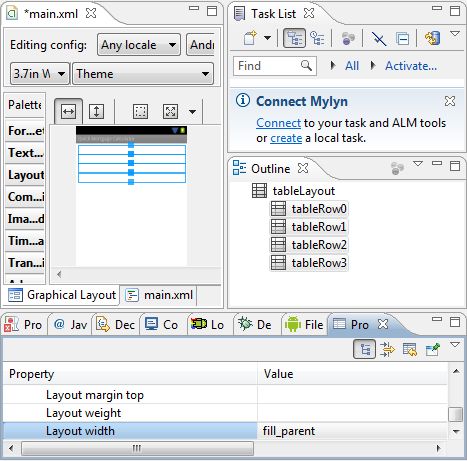 *main.xml
Editing config: Any locale Andr
3.7in W Theme
Palette
For...et
Text...
Layout
Com...
Ima...
Tim...
Tran...
Graphical Layout main.xml
Task List
Find All Activate...
Connect Mylyn
Connect to your task and ALM tools
or create a local task.
Outline
tableLayout
tableRow0
tableRow1
tableRow2
tableRow3
Pro @ Jav Dec Co Lo De File Pro
Property Value
Layout margin top
Layout weight
Layout width fill_parent